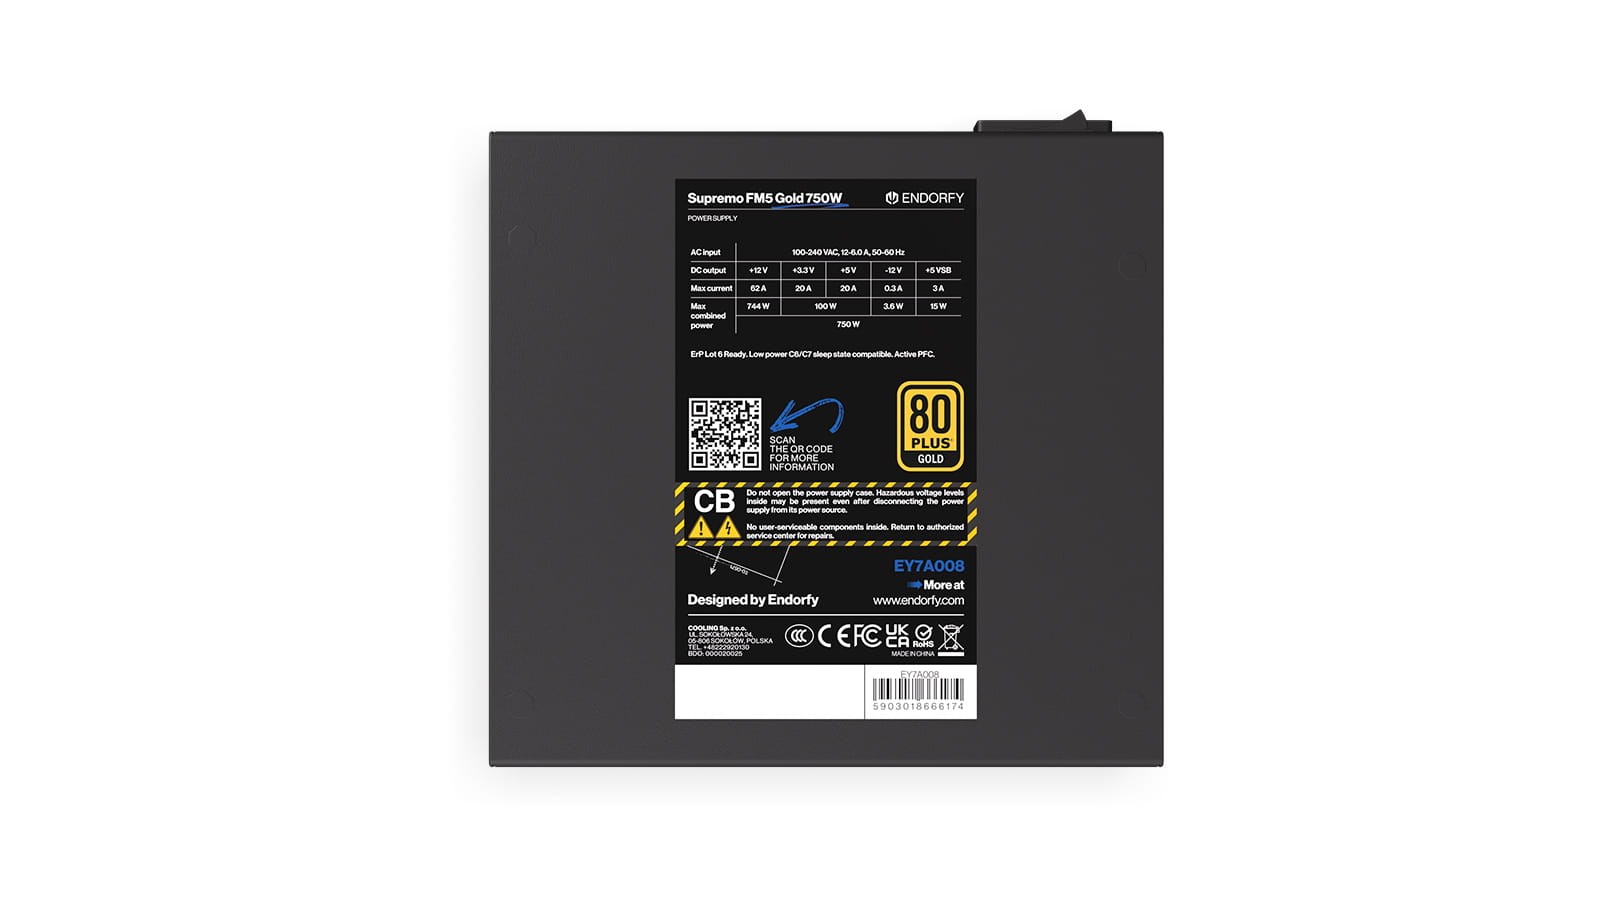 Supremo FM5 Gold 750W
ENDORFY
POWER SUPPLY
AC input 100-240 VAC, 12-6.0 A, 50-60 Hz
DC output +12 V +3.3 V +5 V -12 V +5 VSB
Max current 62 A 20 A 20 A 0.3 A 3 A
Max combined power 744 W 100 W 3.6 W 15 W
750 W
ErP Lot 6 Ready. Low power C6/C7 sleep state compatible. Active PFC.
SCAN
THE QR CODE
FOR MORE
INFORMATION
80
PLUS
GOLD
CB
Do not open the power supply case. Hazardous voltage levels
inside may be present even after disconnecting the power
supply from its power source.
No user-serviceable components inside. Return to authorized
service center for repairs.
EY7A008
More at
Designed by Endorfy
www.endorfy.com
COOLING Sp. z o.o.
UL. SOKOŁOWSKA 24,
05-806 SOKOŁÓW, POLSKA
TEL. +48222920130
BDO: 000020025
CCC CE FC UK CA RoHS
MADE IN CHINA
EY7A008
5903018666174